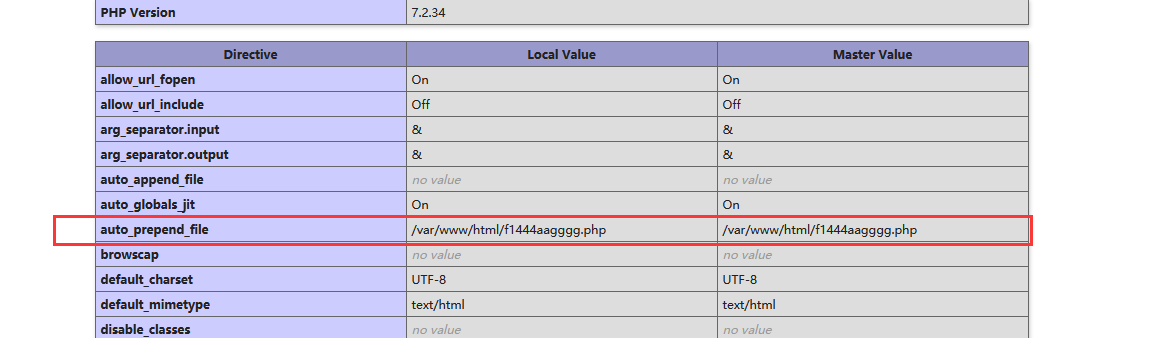 PHP Version 7.2.34
Directive Local Value Master Value
allow_url_fopen On On
allow_url_include Off Off
arg_separator.input & &
arg_separator.output & &
auto_append_file no value no value
auto_globals_jit On On
auto_prepend_file /var/www/html/f1444aagggg.php /var/www/html/f1444aagggg.php
browscap no value no value
default_charset UTF-8 UTF-8
default_mimetype text/html text/html
disable_classes no value no value